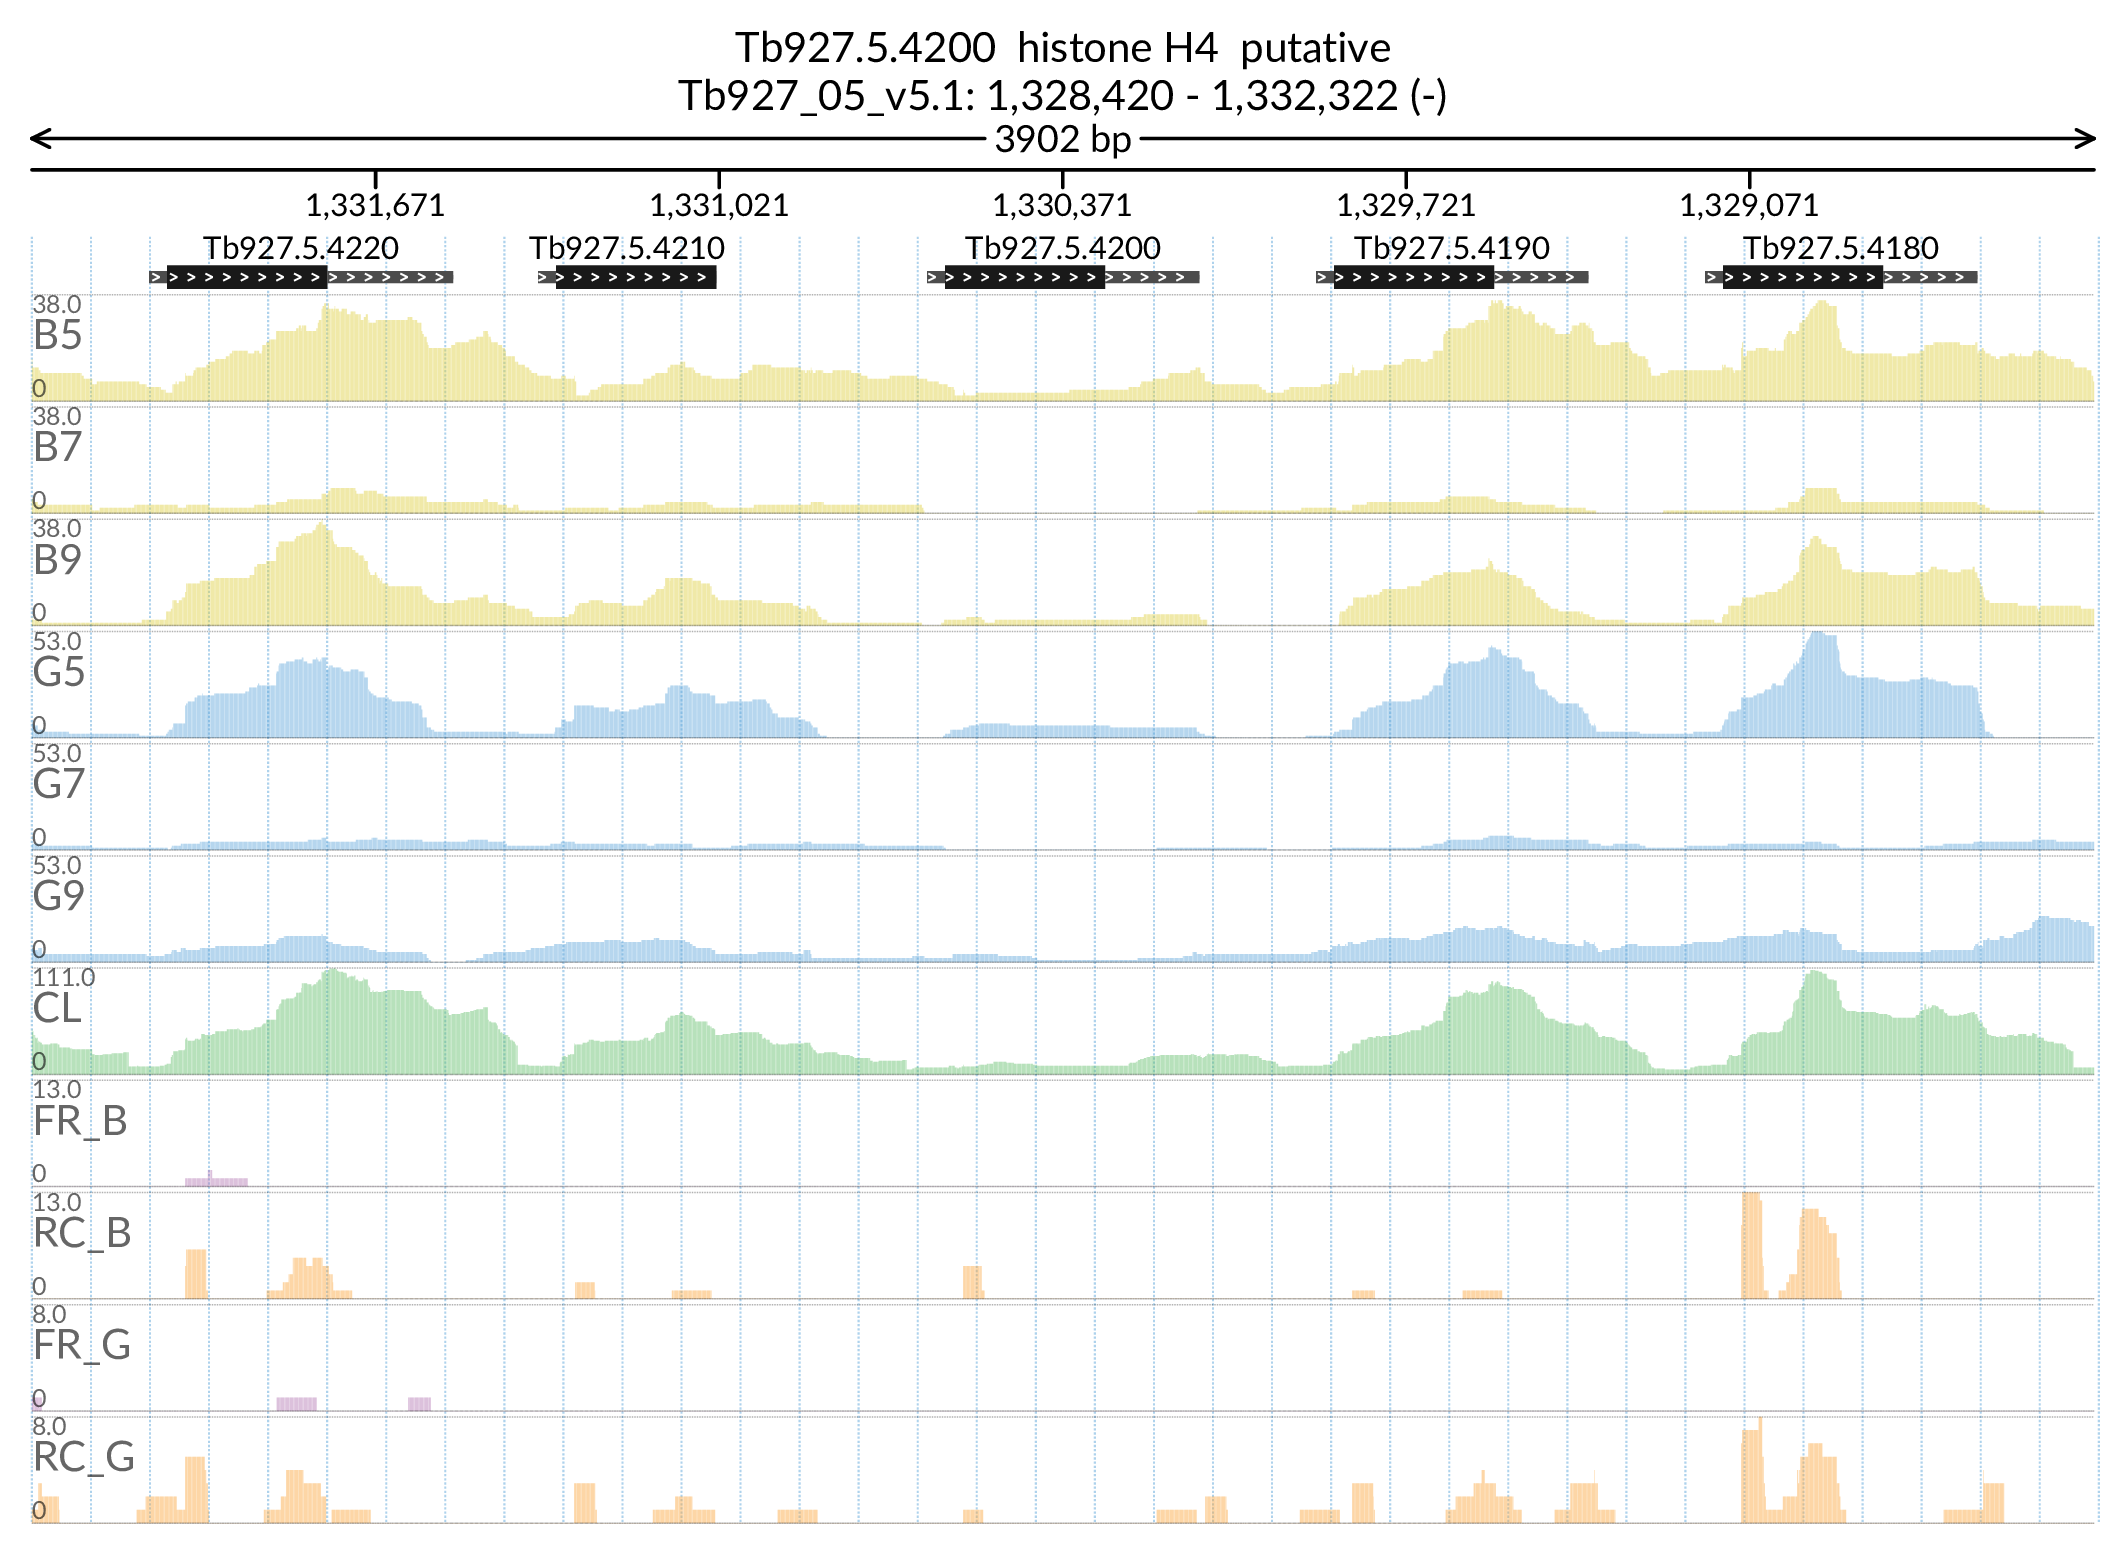 Tb927.5.4200 histone H4 putative
Tb927_05_v5.1: 1,328,420 - 1,332,322 (-)
3902 bp
1,331,671 1,331,021 1,330,371 1,329,721 1,329,071
Tb927.5.4220 Tb927.5.4210 Tb927.5.4200 Tb927.5.4190 Tb927.5.4180
38.0
B5
0
38.0
B7
0
38.0
B9
0
53.0
G5
0
53.0
G7
0
53.0
G9
0
111.0
CL
0
13.0
FR_B
0
13.0
RC_B
0
8.0
FR_G
0
8.0
RC_G
0